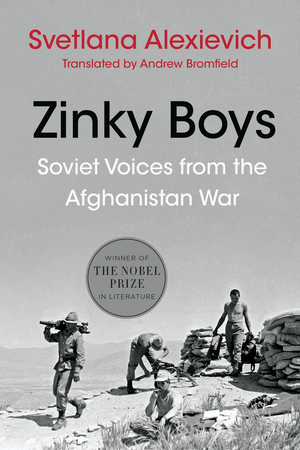 Svetlana Alexievich
Translated by Andrew Bromfield
Zinky Boys
Soviet Voices from the
Afghanistan War
WINNER OF
THE NOBEL
PRIZE
IN LITERATURE